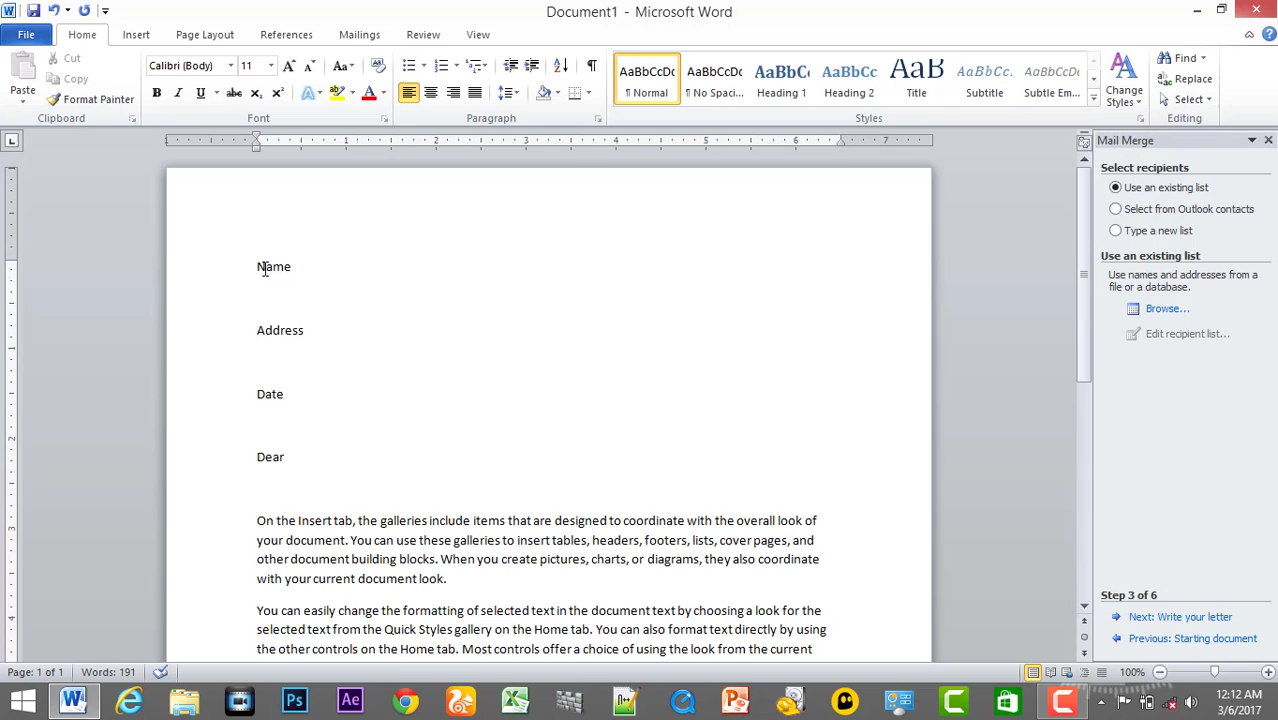 Document1 - Microsoft Word
File Home Insert Page Layout References Mailings Review View
Cut
Copy
Paste
Format Painter
Clipboard
Calibri (Body) 11
Font
Paragraph
AaBbCcDc AaBbCcDc AaBbC AaBbCc AaB AaBbCcD AaBbCcDc
¶ Normal ¶ No Spaci... Heading 1 Heading 2 Title Subtitle Subtle Em...
Change
Styles
Styles
Find
Replace
Select
Editing
1 1 2 3 4 5 6 7
Mail Merge
Select recipients
Use an existing list
Select from Outlook contacts
Type a new list
Use an existing list
Use names and addresses from a
file or a database.
Browse...
Edit recipient list...
Step 3 of 6
Next: Write your letter
Previous: Starting document
Name
Address
Date
Dear
On the Insert tab, the galleries include items that are designed to coordinate with the overall look of
your document. You can use these galleries to insert tables, headers, footers, lists, cover pages, and
other document building blocks. When you create pictures, charts, or diagrams, they also coordinate
with your current document look.
You can easily change the formatting of selected text in the document text by choosing a look for the
selected text from the Quick Styles gallery on the Home tab. You can also format text directly by using
the other controls on the Home tab. Most controls offer a choice of using the look from the current
Page: 1 of 1 Words: 191 100%
12:12 AM
3/6/2017